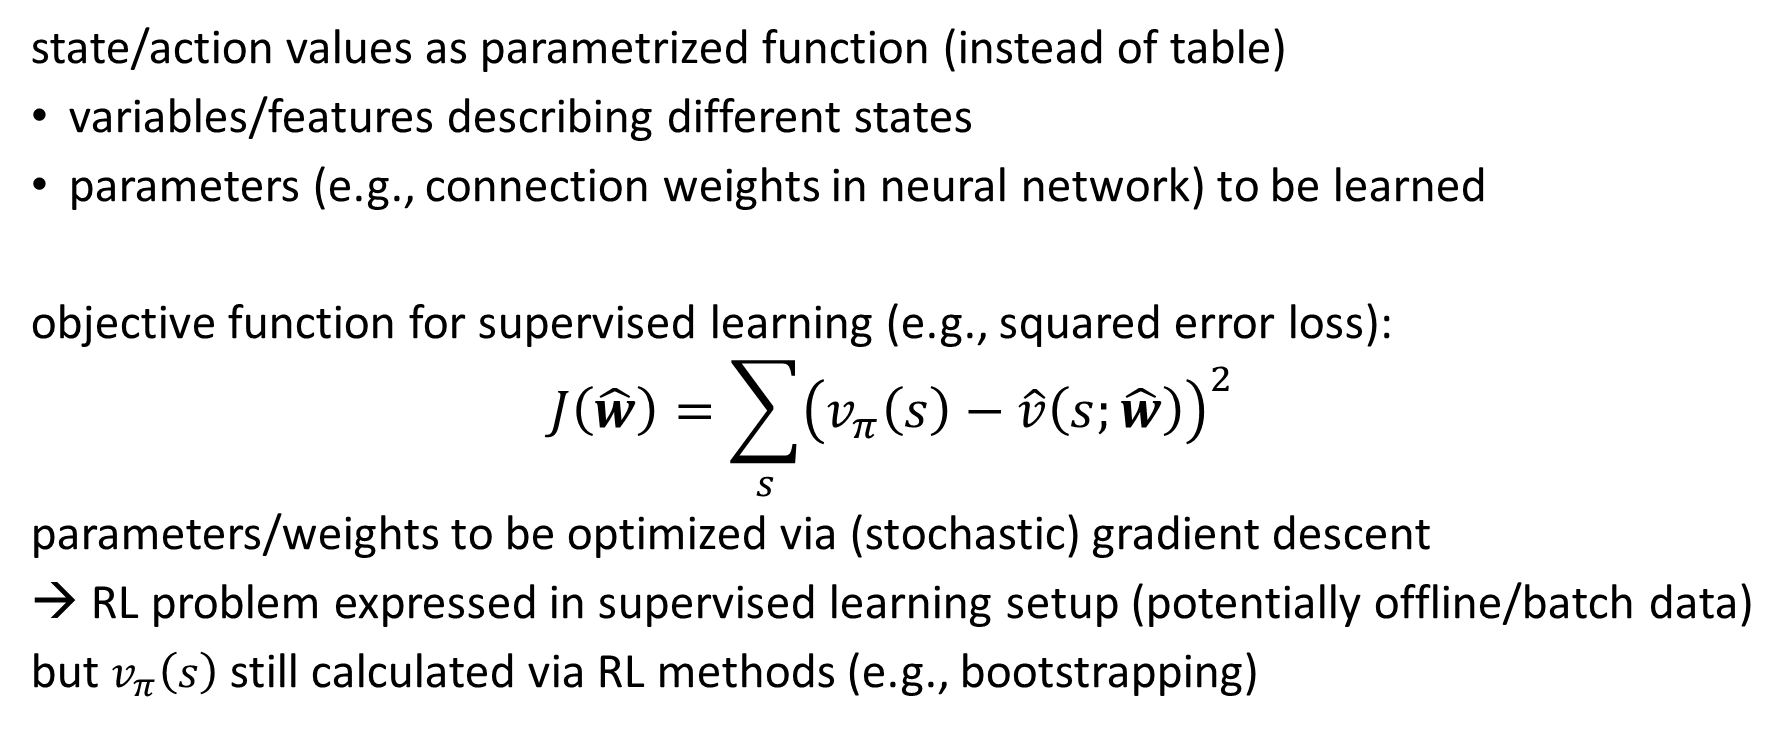 state/action values as parametrized function (instead of table)
• variables/features describing different states
• parameters (e.g., connection weights in neural network) to be learned
objective function for supervised learning (e.g., squared error loss):
J(𝒘̂) = ∑ₛ (v_π(s) − v̂(s; 𝒘̂))²
parameters/weights to be optimized via (stochastic) gradient descent
→ RL problem expressed in supervised learning setup (potentially offline/batch data)
but v_π(s) still calculated via RL methods (e.g., bootstrapping)